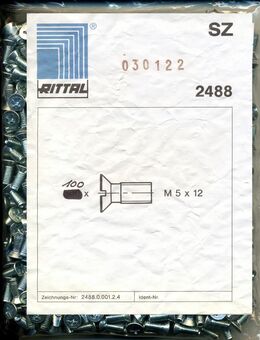 SZ
030122
RITTAL
2488
100
x
M 5 x 12
Zeichnungs-Nr: 2488.0.001.2.4
Ident-Nr.